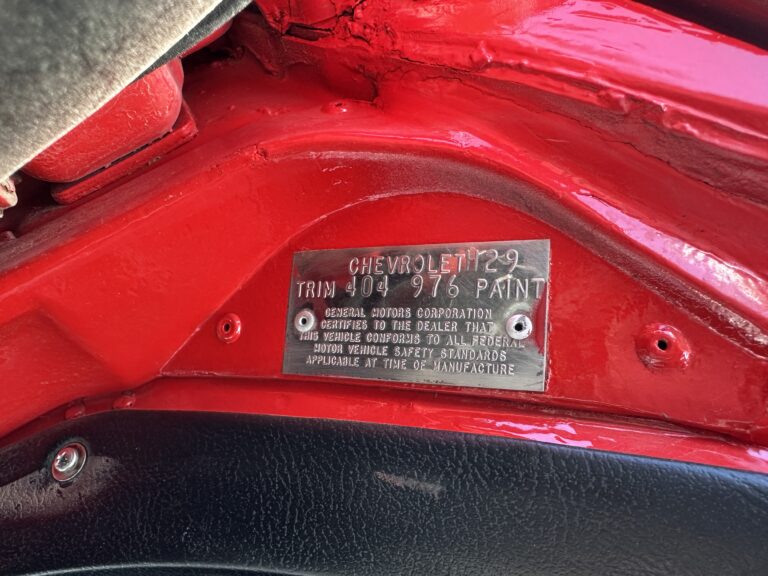 CHEVROLET H29
TRIM 404 976 PAINT
GENERAL MOTORS CORPORATION
CERTIFIES TO THE DEALER THAT
THIS VEHICLE CONFORMS TO ALL FEDERAL
MOTOR VEHICLE SAFETY STANDARDS
APPLICABLE AT TIME OF MANUFACTURE